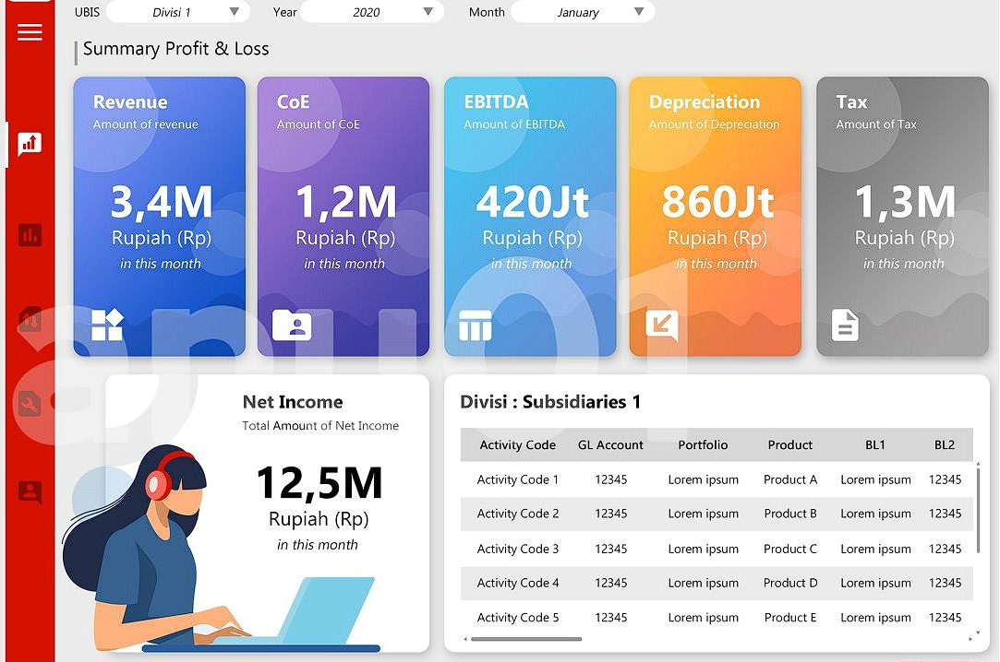 UBIS Divisi 1 ▼ Year 2020 ▼ Month January ▼
Summary Profit & Loss
Revenue
Amount of revenue
3,4M
Rupiah (Rp)
in this month
CoE
Amount of CoE
1,2M
Rupiah (Rp)
in this month
EBITDA
Amount of EBITDA
420Jt
Rupiah (Rp)
in this month
Depreciation
Amount of Depreciation
860Jt
Rupiah (Rp)
in this month
Tax
Amount of Tax
1,3M
Rupiah (Rp)
in this month
anu01
Net Income
Total Amount of Net Income
12,5M
Rupiah (Rp)
in this month
Divisi : Subsidiaries 1
Activity Code GL Account Portfolio Product BL1 BL2
Activity Code 1 12345 Lorem ipsum Product A Lorem ipsum 12345
Activity Code 2 12345 Lorem ipsum Product B Lorem ipsum 12345
Activity Code 3 12345 Lorem ipsum Product C Lorem ipsum 12345
Activity Code 4 12345 Lorem ipsum Product D Lorem ipsum 12345
Activity Code 5 12345 Lorem ipsum Product E Lorem ipsum 12345